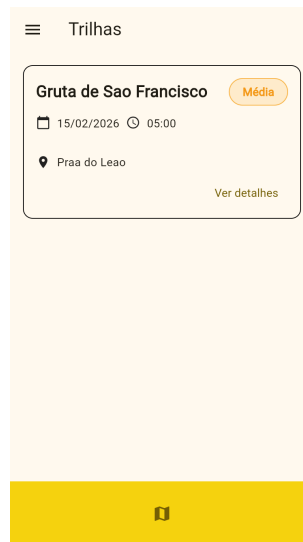 Trilhas
Gruta de Sao Francisco Média
15/02/2026 05:00
Praa do Leao
Ver detalhes